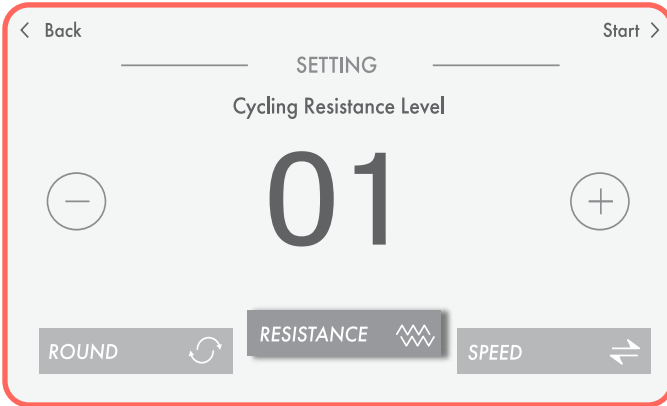 Back
Start
SETTING
Cycling Resistance Level
01
ROUND
RESISTANCE
SPEED